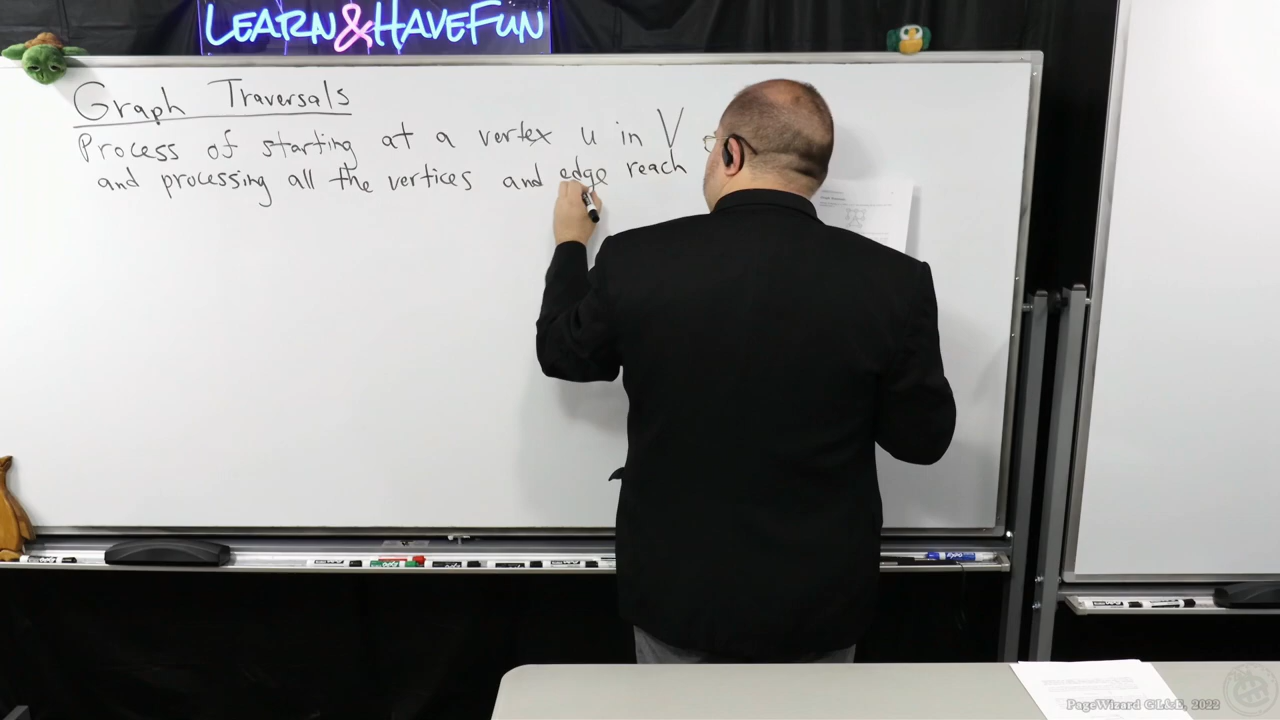 LEARN&HAVEFUN
Graph Traversals
Process of starting at a vertex u in V
and processing all the vertices and edge reach
PageWizard GL&E, 2022